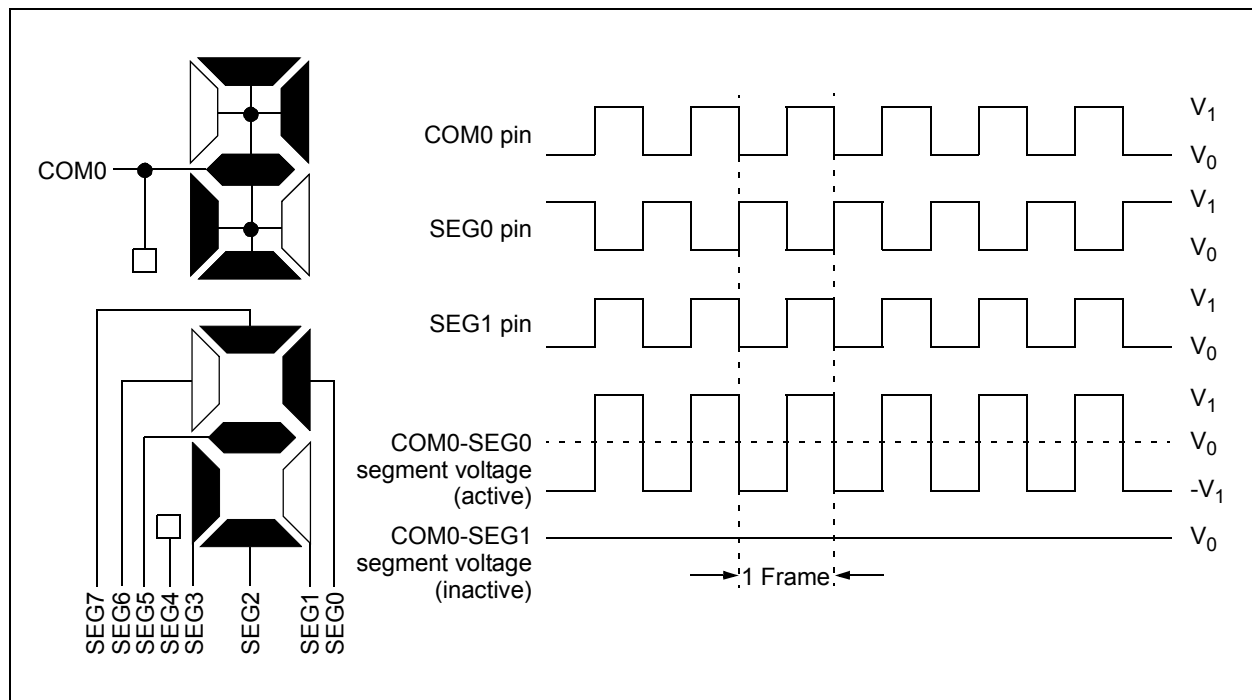 COM0
COM0 pin
V1
V0
SEG0 pin
V1
V0
SEG1 pin
V1
V0
COM0-SEG0
segment voltage
(active)
V1
V0
-V1
COM0-SEG1
segment voltage
(inactive)
V0
1 Frame
SEG7
SEG6
SEG5
SEG4
SEG3
SEG2
SEG1
SEG0